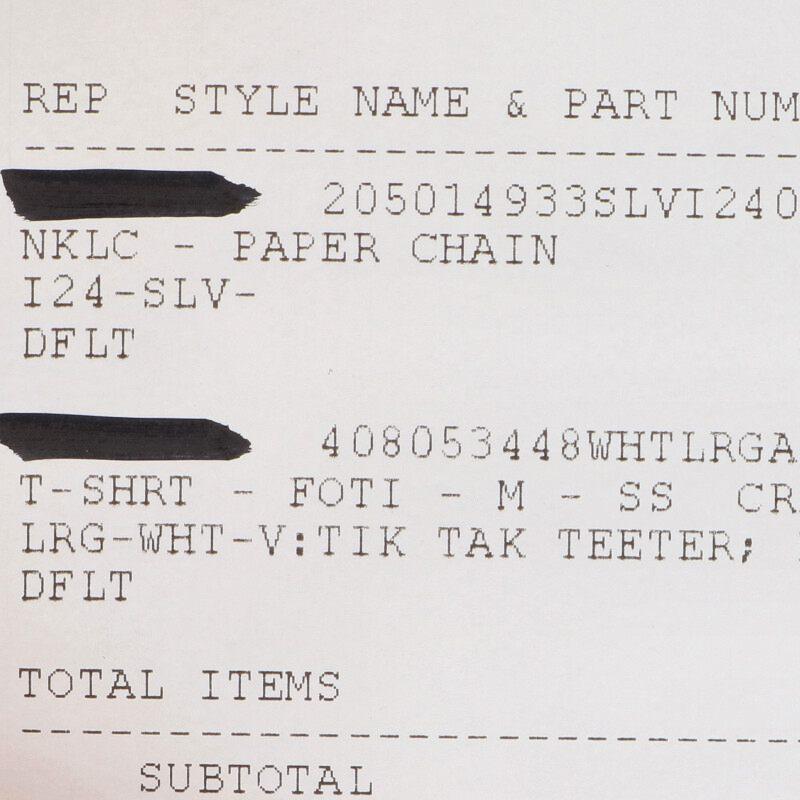 REP STYLE NAME & PART NUM
205014933SLVI240
NKLC - PAPER CHAIN
I24-SLV-
DFLT
408053448WHTLRGA
T-SHRT - FOTI - M - SS CR
LRG-WHT-V:TIK TAK TEETER;
DFLT
TOTAL ITEMS
SUBTOTAL